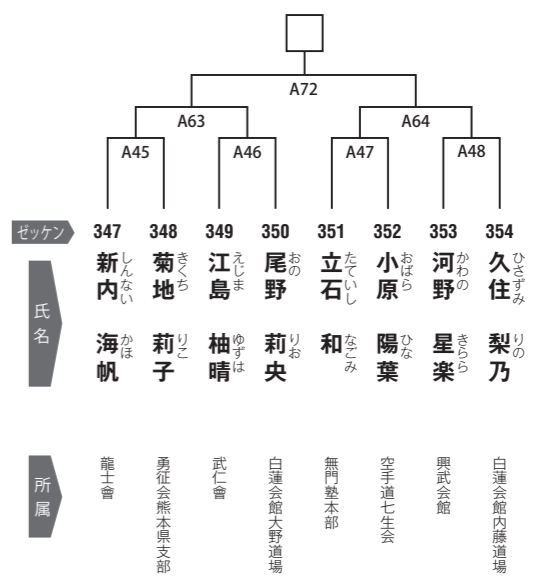 A72
A63
A64
A45
A46
A47
A48
ゼッケン
347
348
349
350
351
352
353
354
氏名
新内 海帆
しんない かほ
菊地 莉子
きくち りこ
江島 柚晴
えじま ゆずは
尾野 莉央
おの りお
立石 和
たていし なごみ
小原 陽葉
おばら ひな
河野 星楽
かわの きらら
久住 梨乃
ひさずみ りの
所属
龍士會
勇征会熊本県支部
武仁會
白蓮会館大野道場
無門塾本部
空手道七生会
興武会館
白蓮会館内藤道場